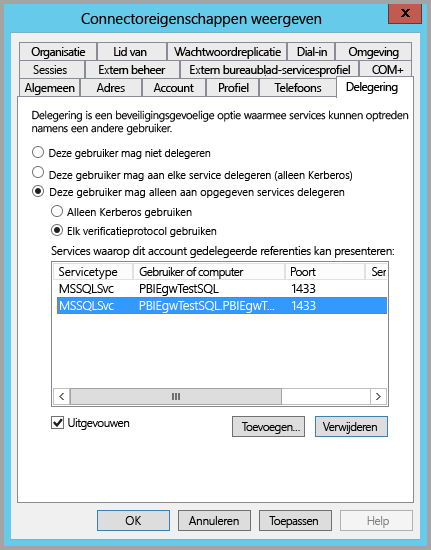 Connectoreigenschappen weergeven
x
Organisatie Lid van Wachtwoordreplicatie Dial-in Omgeving
Sessies Extern beheer Extern bureaublad-servicesprofiel COM+
Algemeen Adres Account Profiel Telefoons Delegering
Delegering is een beveiligingsgevoelige optie waarmee services kunnen optreden
namens een andere gebruiker.
Deze gebruiker mag niet delegeren
Deze gebruiker mag aan elke service delegeren (alleen Kerberos)
Deze gebruiker mag alleen aan opgegeven services delegeren
Alleen Kerberos gebruiken
Elk verificatieprotocol gebruiken
Services waarop dit account gedelegeerde referenties kan presenteren:
Servicetype Gebruiker of computer Poort Ser
MSSQLSvc PBIEgwTestSQL 1433
MSSQLSvc PBIEgwTestSQL.PBIEgwT... 1433
Uitgevouwen Toevoegen... Verwijderen
OK Annuleren Toepassen Help